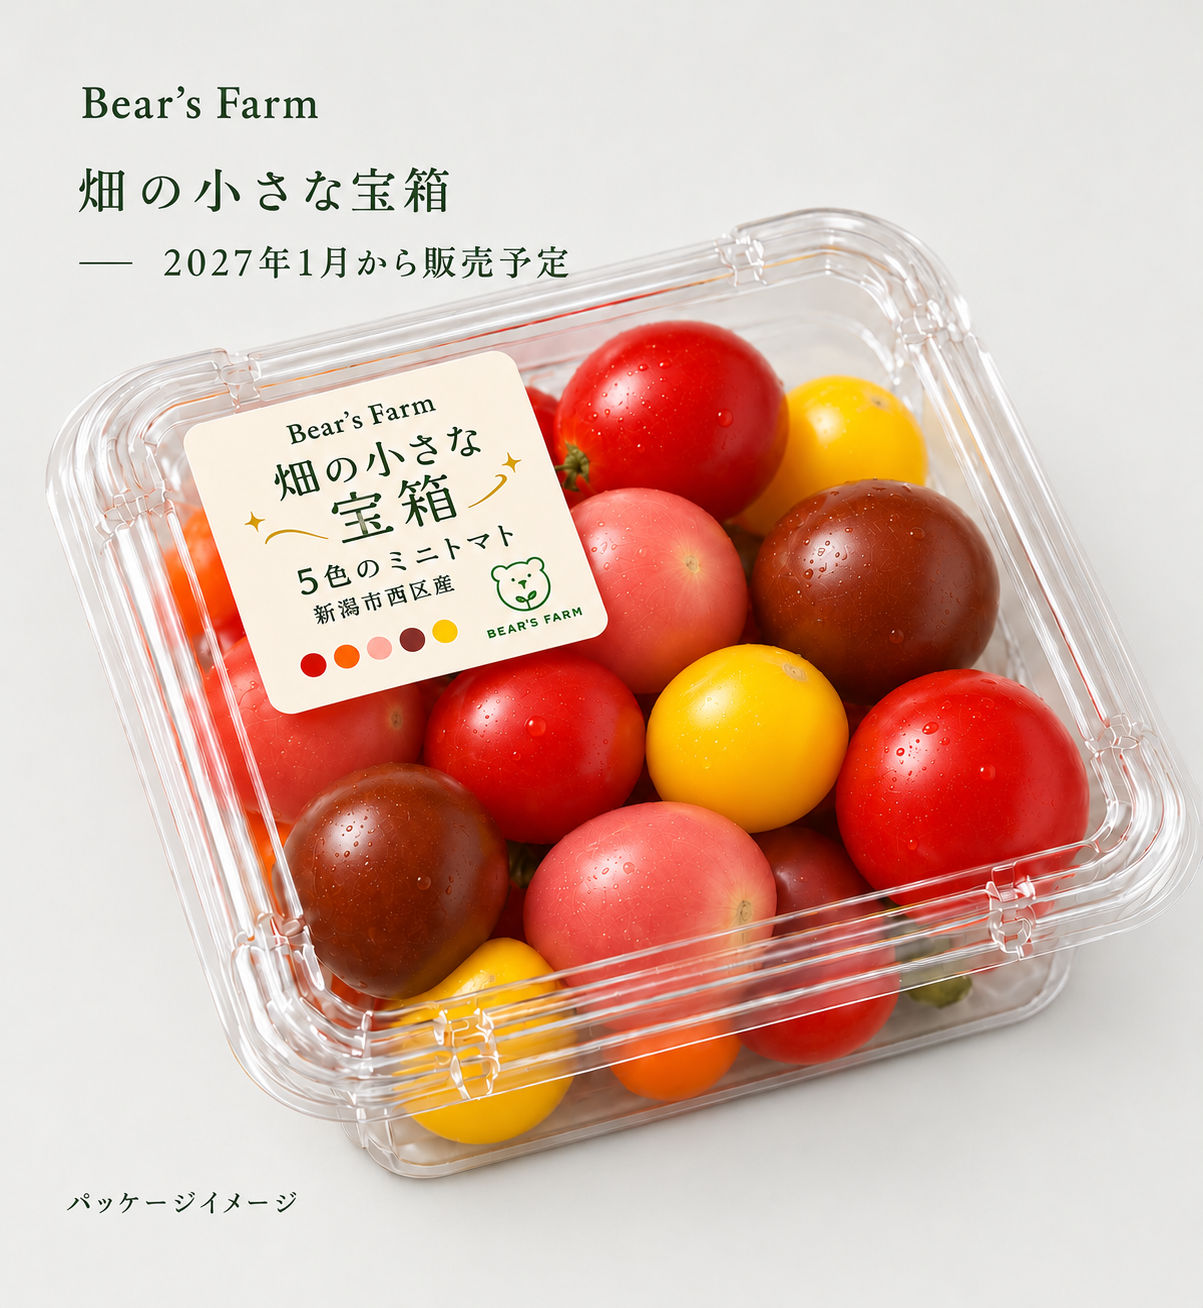 Bear's Farm
畑の小さな宝箱
— 2027年1月から販売予定
Bear's Farm
畑の小さな
宝箱
5色のミニトマト
新潟市西区産
BEAR'S FARM
パッケージイメージ